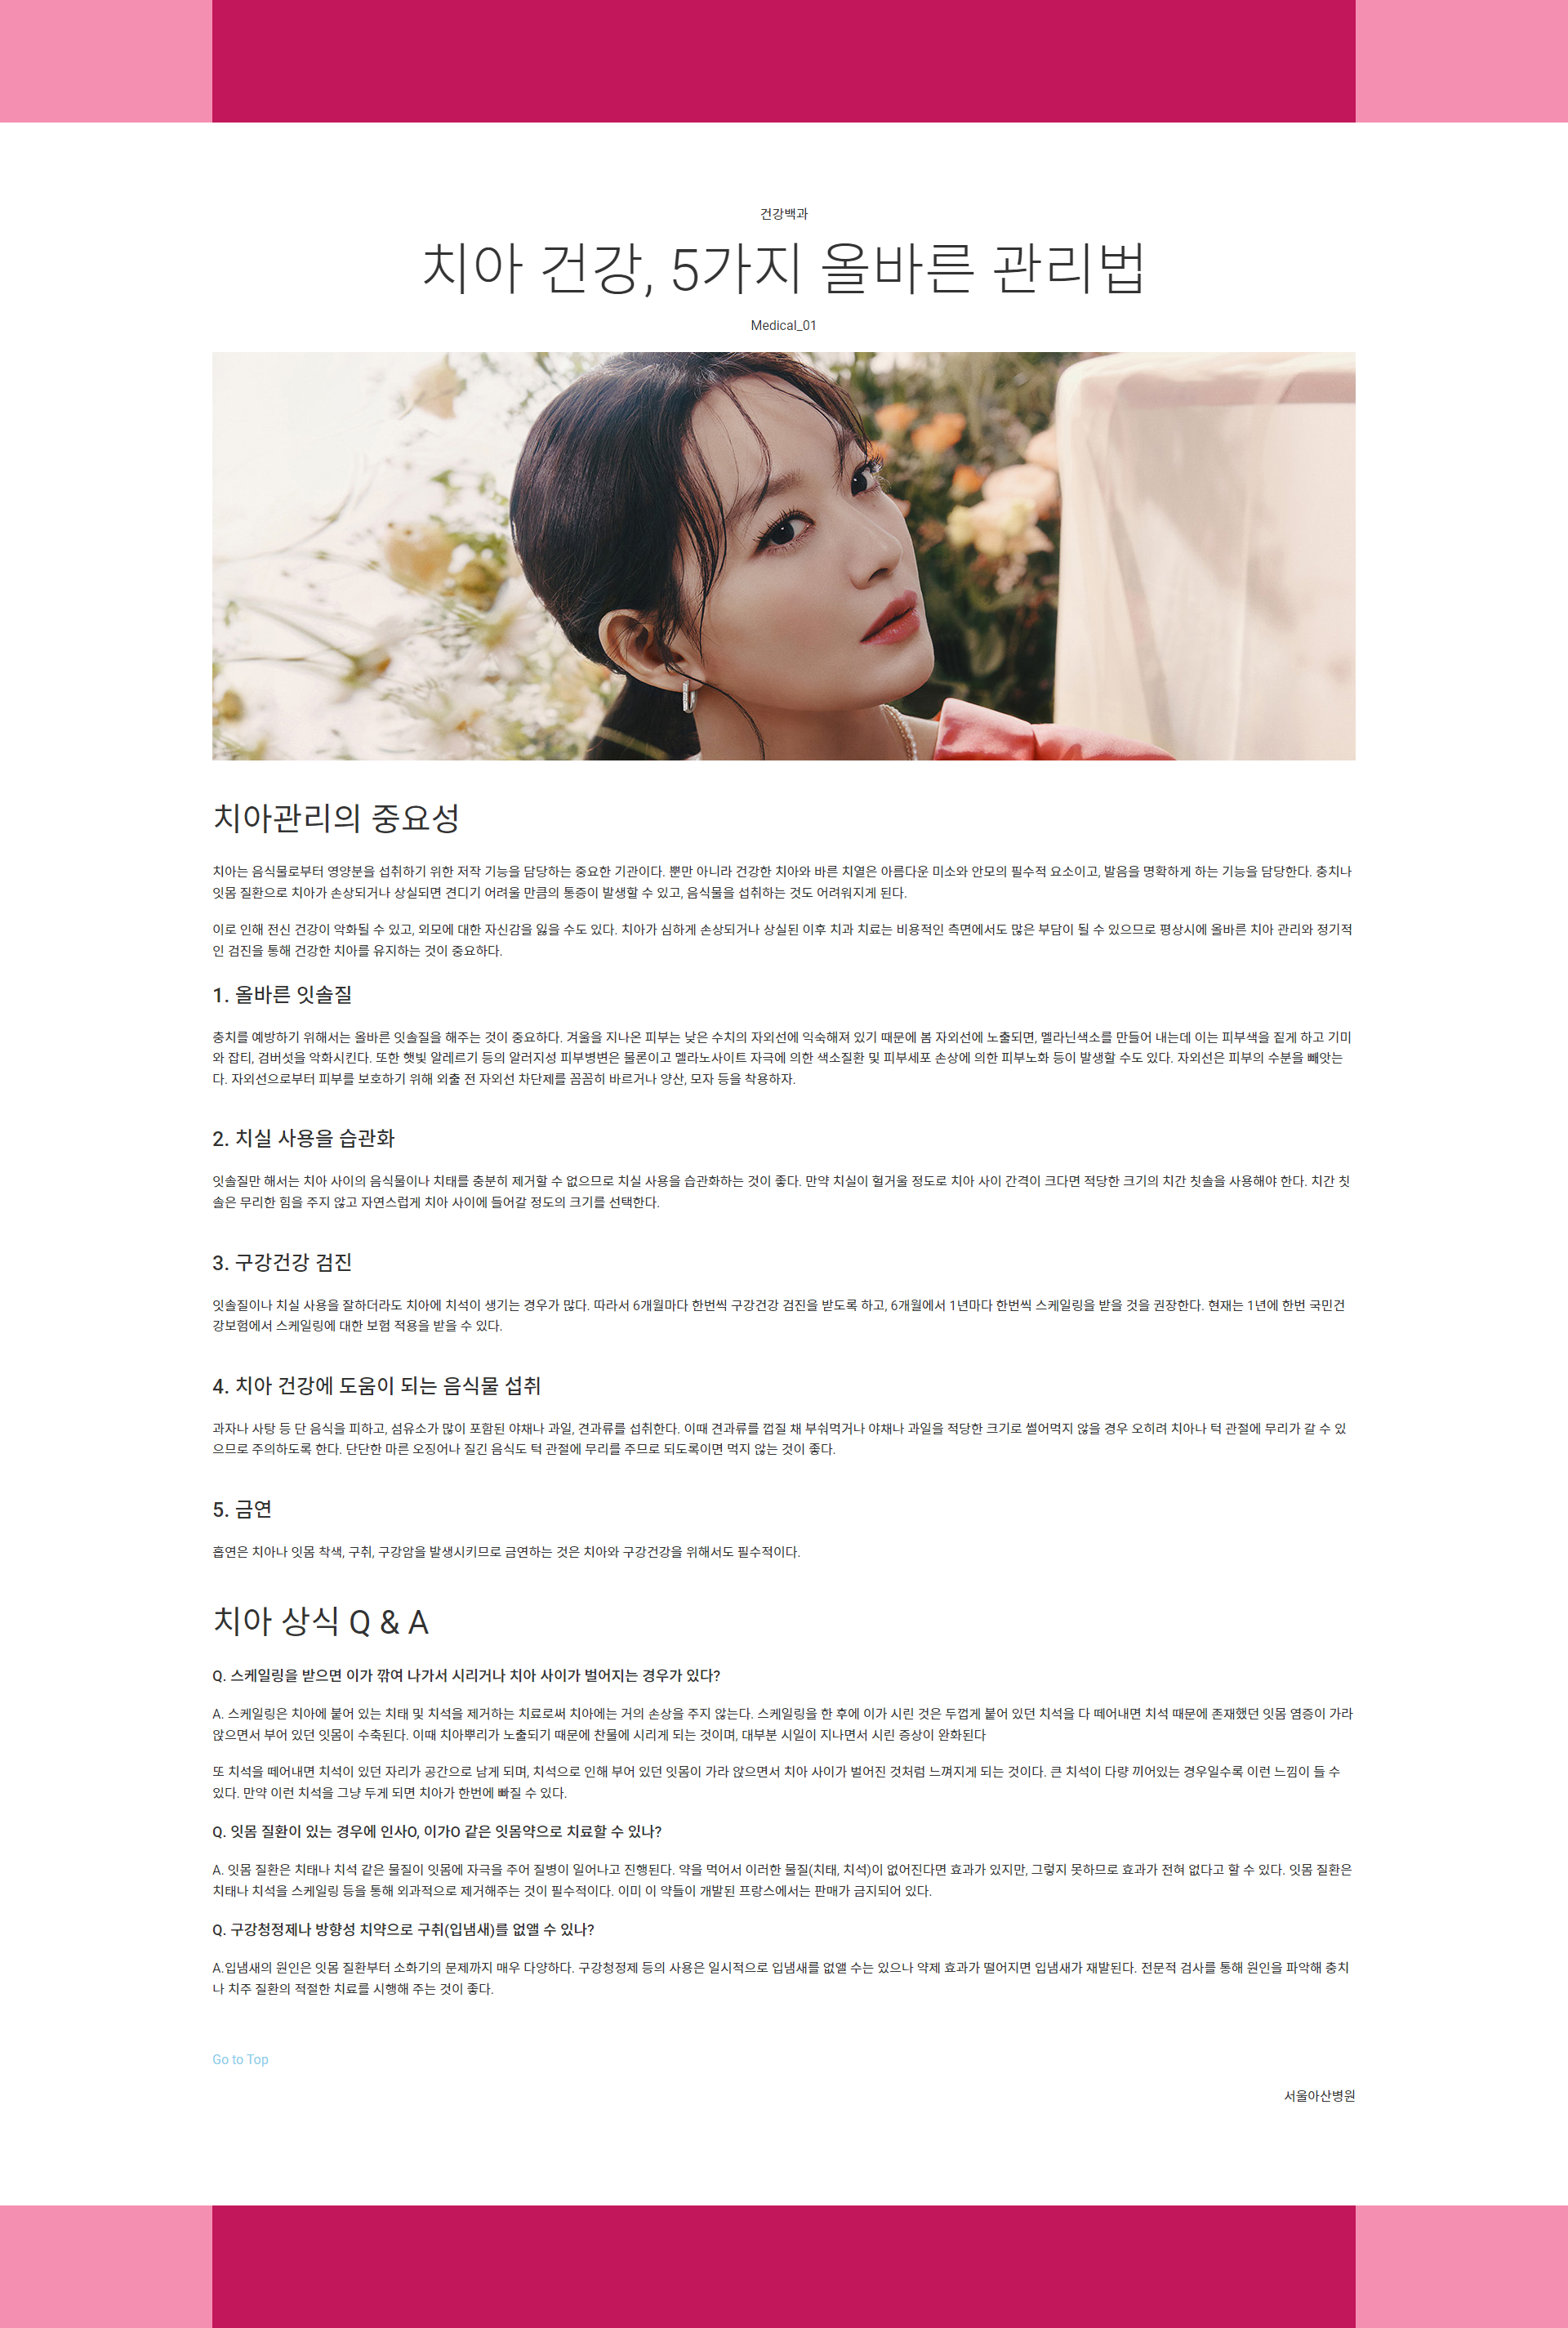 건강백과
치아 건강, 5가지 올바른 관리법
Medical_01
치아관리의 중요성
치아는 음식물로부터 영양분을 섭취하기 위한 저작 기능을 담당하는 중요한 기관이다. 뿐만 아니라 건강한 치아와 바른 치열은 아름다운 미소와 안모의 필수적 요소이고, 발음을 명확하게 하는 기능을 담당한다. 충치나
잇몸 질환으로 치아가 손상되거나 상실되면 견디기 어려울 만큼의 통증이 발생할 수 있고, 음식물을 섭취하는 것도 어려워지게 된다.
이로 인해 전신 건강이 악화될 수 있고, 외모에 대한 자신감을 잃을 수도 있다. 치아가 심하게 손상되거나 상실된 이후 치과 치료는 비용적인 측면에서도 많은 부담이 될 수 있으므로 평상시에 올바른 치아 관리와 정기적
인 검진을 통해 건강한 치아를 유지하는 것이 중요하다.
1. 올바른 잇솔질
충치를 예방하기 위해서는 올바른 잇솔질을 해주는 것이 중요하다. 겨울을 지나온 피부는 낮은 수치의 자외선에 익숙해져 있기 때문에 봄 자외선에 노출되면, 멜라닌색소를 만들어 내는데 이는 피부색을 짙게 하고 기미
와 잡티, 검버섯을 악화시킨다. 또한 햇빛 알레르기 등의 알러지성 피부병변은 물론이고 멜라노사이트 자극에 의한 색소질환 및 피부세포 손상에 의한 피부노화 등이 발생할 수도 있다. 자외선은 피부의 수분을 빼앗는
다. 자외선으로부터 피부를 보호하기 위해 외출 전 자외선 차단제를 꼼꼼히 바르거나 양산, 모자 등을 착용하자.
2. 치실 사용을 습관화
잇솔질만 해서는 치아 사이의 음식물이나 치태를 충분히 제거할 수 없으므로 치실 사용을 습관화하는 것이 좋다. 만약 치실이 헐거울 정도로 치아 사이 간격이 크다면 적당한 크기의 치간 칫솔을 사용해야 한다. 치간 칫
솔은 무리한 힘을 주지 않고 자연스럽게 치아 사이에 들어갈 정도의 크기를 선택한다.
3. 구강건강 검진
잇솔질이나 치실 사용을 잘하더라도 치아에 치석이 생기는 경우가 많다. 따라서 6개월마다 한번씩 구강건강 검진을 받도록 하고, 6개월에서 1년마다 한번씩 스케일링을 받을 것을 권장한다. 현재는 1년에 한번 국민건
강보험에서 스케일링에 대한 보험 적용을 받을 수 있다.
4. 치아 건강에 도움이 되는 음식물 섭취
과자나 사탕 등 단 음식을 피하고, 섬유소가 많이 포함된 야채나 과일, 견과류를 섭취한다. 이때 견과류를 껍질 채 부숴먹거나 야채나 과일을 적당한 크기로 썰어먹지 않을 경우 오히려 치아나 턱 관절에 무리가 갈 수 있
으므로 주의하도록 한다. 단단한 마른 오징어나 질긴 음식도 턱 관절에 무리를 주므로 되도록이면 먹지 않는 것이 좋다.
5. 금연
흡연은 치아나 잇몸 착색, 구취, 구강암을 발생시키므로 금연하는 것은 치아와 구강건강을 위해서도 필수적이다.
치아 상식 Q & A
Q. 스케일링을 받으면 이가 깎여 나가서 시리거나 치아 사이가 벌어지는 경우가 있다?
A. 스케일링은 치아에 붙어 있는 치태 및 치석을 제거하는 치료로써 치아에는 거의 손상을 주지 않는다. 스케일링을 한 후에 이가 시린 것은 두껍게 붙어 있던 치석을 다 떼어내면 치석 때문에 존재했던 잇몸 염증이 가라
앉으면서 부어 있던 잇몸이 수축된다. 이때 치아뿌리가 노출되기 때문에 찬물에 시리게 되는 것이며, 대부분 시일이 지나면서 시린 증상이 완화된다
또 치석을 떼어내면 치석이 있던 자리가 공간으로 남게 되며, 치석으로 인해 부어 있던 잇몸이 가라 앉으면서 치아 사이가 벌어진 것처럼 느껴지게 되는 것이다. 큰 치석이 다량 끼어있는 경우일수록 이런 느낌이 들 수
있다. 만약 이런 치석을 그냥 두게 되면 치아가 한번에 빠질 수 있다.
Q. 잇몸 질환이 있는 경우에 인사O, 이가O 같은 잇몸약으로 치료할 수 있나?
A. 잇몸 질환은 치태나 치석 같은 물질이 잇몸에 자극을 주어 질병이 일어나고 진행된다. 약을 먹어서 이러한 물질(치태, 치석)이 없어진다면 효과가 있지만, 그렇지 못하므로 효과가 전혀 없다고 할 수 있다. 잇몸 질환은
치태나 치석을 스케일링 등을 통해 외과적으로 제거해주는 것이 필수적이다. 이미 이 약들이 개발된 프랑스에서는 판매가 금지되어 있다.
Q. 구강청정제나 방향성 치약으로 구취(입냄새)를 없앨 수 있나?
A.입냄새의 원인은 잇몸 질환부터 소화기의 문제까지 매우 다양하다. 구강청정제 등의 사용은 일시적으로 입냄새를 없앨 수는 있으나 약제 효과가 떨어지면 입냄새가 재발된다. 전문적 검사를 통해 원인을 파악해 충치
나 치주 질환의 적절한 치료를 시행해 주는 것이 좋다.
Go to Top
서울아산병원